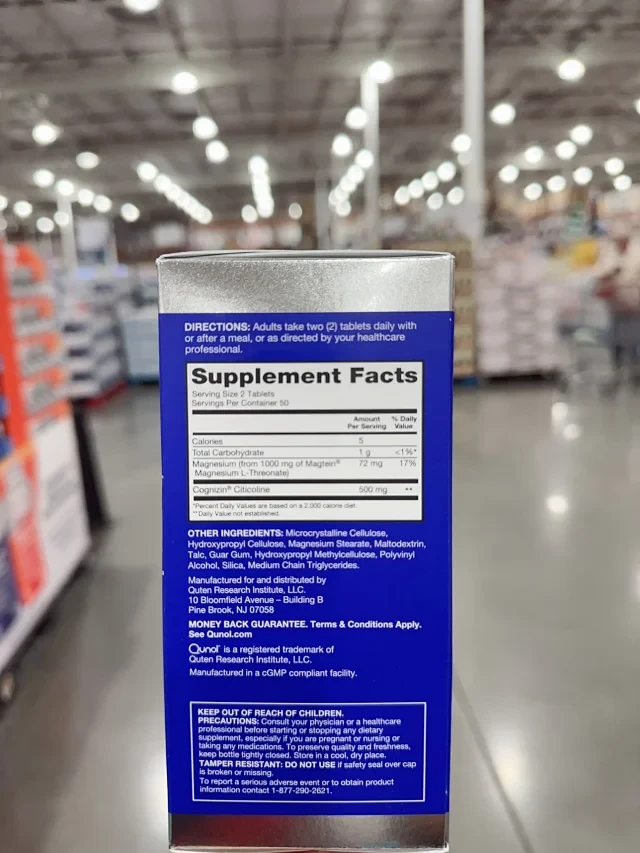 DIRECTIONS: Adults take two (2) tablets daily with
or after a meal, or as directed by your healthcare
professional.
Supplement Facts
Serving Size 2 Tablets
Servings Per Container 50
Amount Per Serving % Daily Value
Calories 5
Total Carbohydrate 1 g <1%*
Magnesium (from 1000 mg of Magtein® 72 mg 17%
Magnesium L-Threonate)
Cognizin® Citicoline 500 mg **
*Percent Daily Values are based on a 2,000 calorie diet.
**Daily Value not established.
OTHER INGREDIENTS: Microcrystalline Cellulose,
Hydroxypropyl Cellulose, Magnesium Stearate, Maltodextrin,
Talc, Guar Gum, Hydroxypropyl Methylcellulose, Polyvinyl
Alcohol, Silica, Medium Chain Triglycerides.
Manufactured for and distributed by
Quten Research Institute, LLC.
10 Bloomfield Avenue – Building B
Pine Brook, NJ 07058
MONEY BACK GUARANTEE. Terms & Conditions Apply.
See Qunol.com
Qunol® is a registered trademark of
Quten Research Institute, LLC.
Manufactured in a cGMP compliant facility.
KEEP OUT OF REACH OF CHILDREN.
PRECAUTIONS: Consult your physician or a healthcare
professional before starting or stopping any dietary
supplement, especially if you are pregnant or nursing or
taking any medications. To preserve quality and freshness,
keep bottle tightly closed. Store in a cool, dry place.
TAMPER RESISTANT: DO NOT USE if safety seal over cap
is broken or missing.
To report a serious adverse event or to obtain product
information contact 1-877-290-2621.